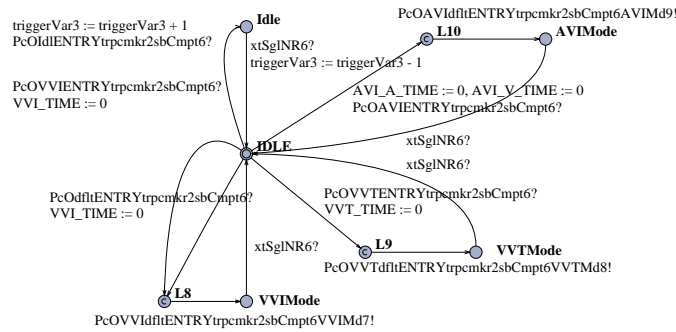 Idle
triggerVar3 := triggerVar3 + 1
PcOIdlENTRYtrpcmkr2sbCmpt6?
xtSglNR6?
triggerVar3 := triggerVar3 - 1
PcOAVIdfltENTRYtrpcmkr2sbCmpt6AVIMd9!
C L10
AVIMode
PcOVVIENTRYtrpcmkr2sbCmpt6?
VVI_TIME := 0
AVI_A_TIME := 0, AVI_V_TIME := 0
PcOAVIENTRYtrpcmkr2sbCmpt6?
xtSglNR6?
IDLE
xtSglNR6?
PcOdfltENTRYtrpcmkr2sbCmpt6?
VVI_TIME := 0
PcOVVTENTRYtrpcmkr2sbCmpt6?
VVT_TIME := 0
xtSglNR6?
C L9
VVTMode
PcOVVTdfltENTRYtrpcmkr2sbCmpt6VVTMd8!
C L8
VVIMode
PcOVVIdfltENTRYtrpcmkr2sbCmpt6VVIMd7!